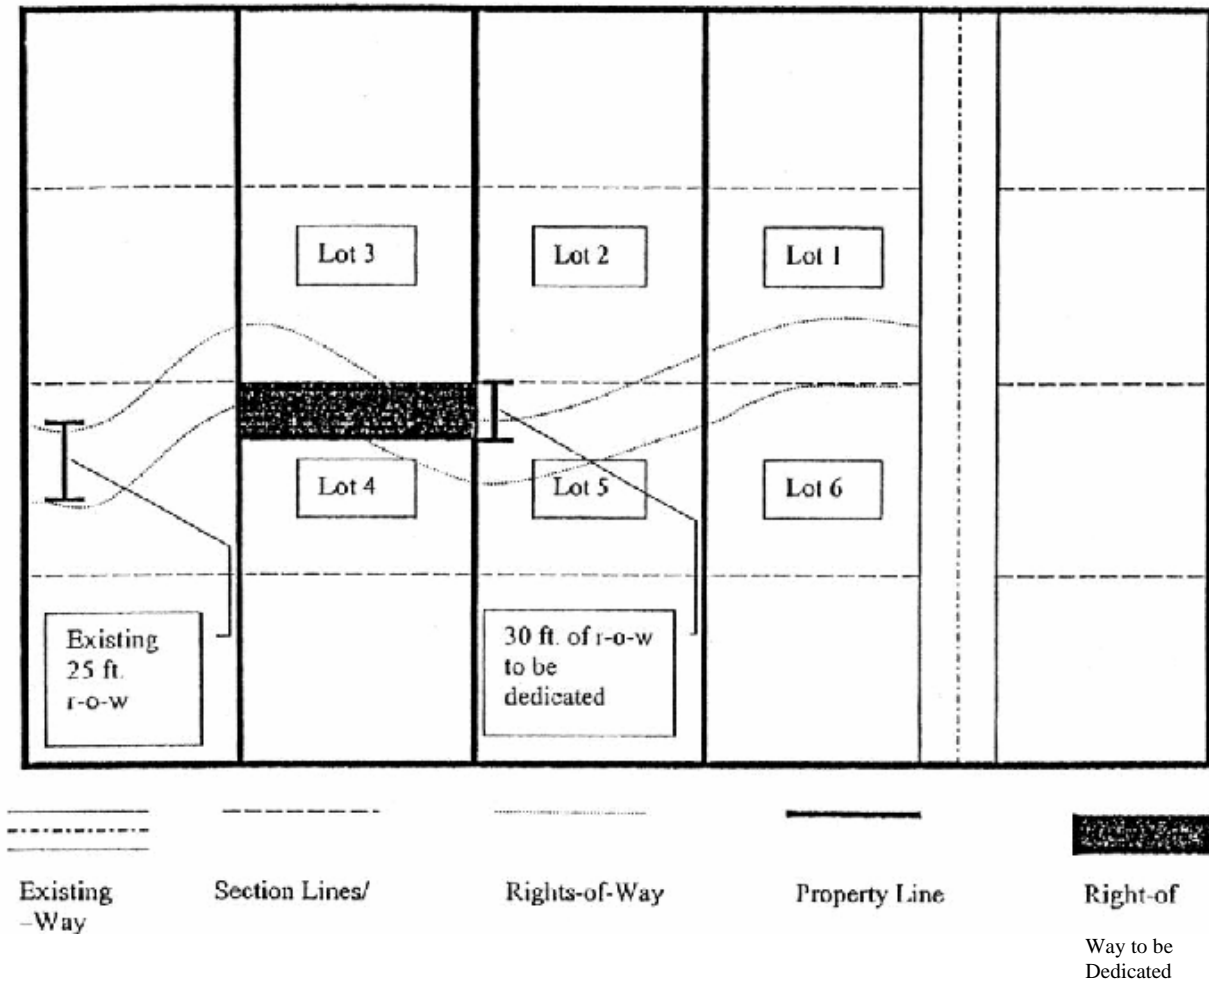 Lot 3
Lot 2
Lot 1
Lot 4
Lot 5
Lot 6
Existing
25 ft.
r-o-w
30 ft. of r-o-w
to be
dedicated
Existing
–Way
Section Lines/
Rights-of-Way
Property Line
Right-of
Way to be
Dedicated